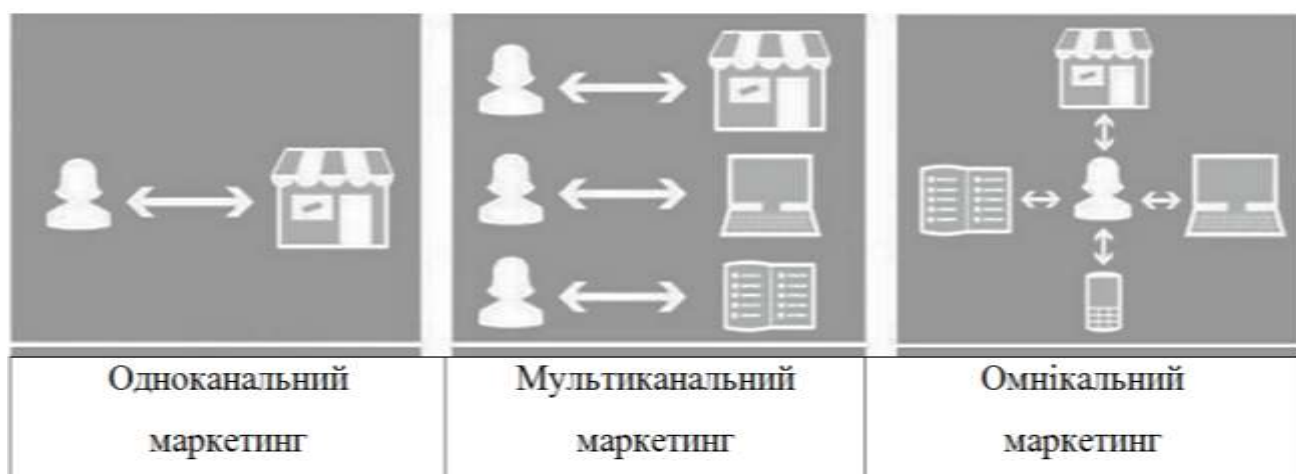 Одноканальний
маркетинг
Мультиканальний
маркетинг
Омнікальний
маркетинг